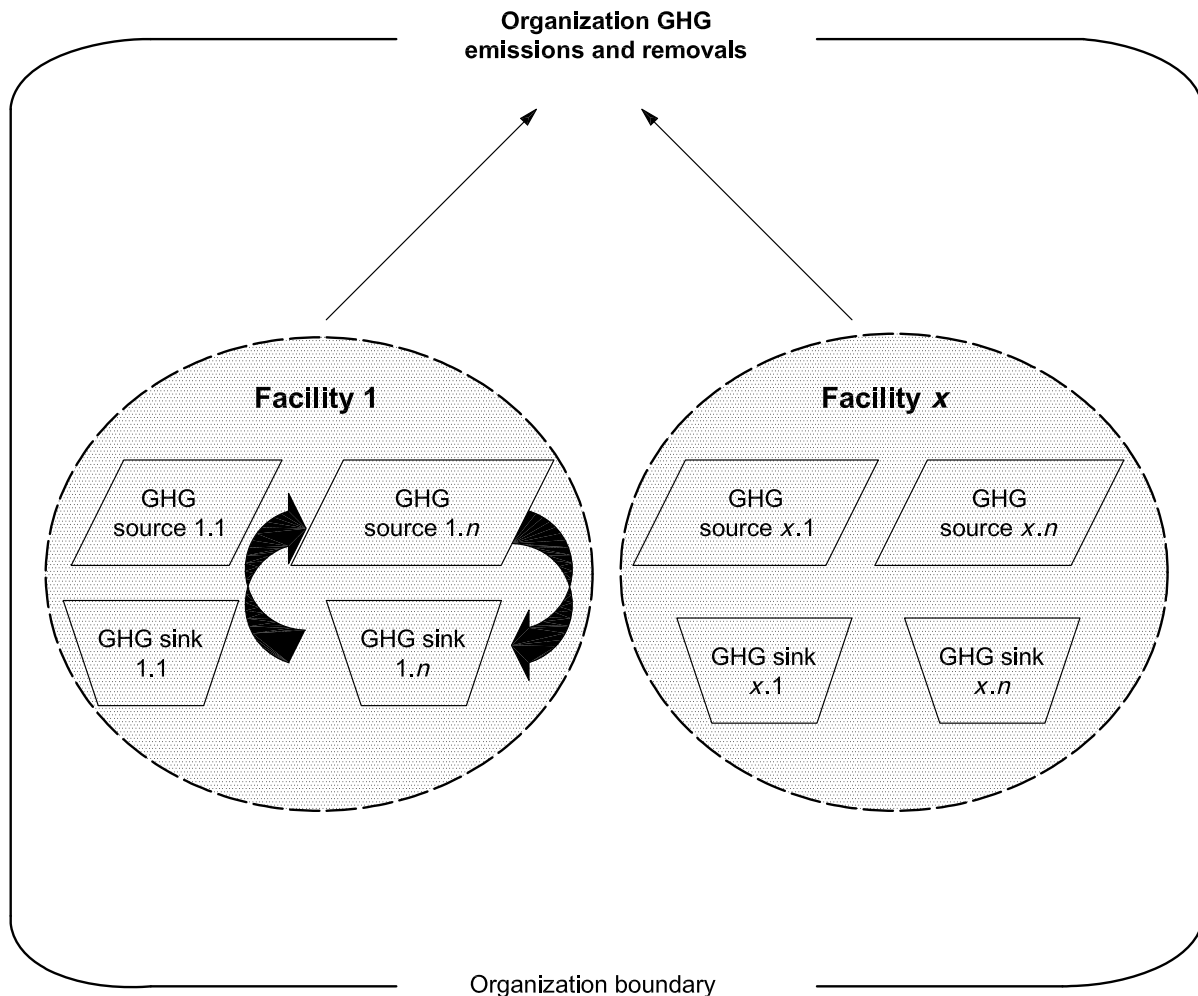 Organization GHG
emissions and removals
Facility 1
GHG
source 1.1
GHG
source 1.n
GHG sink
1.1
GHG sink
1.n
Facility x
GHG
source x.1
GHG
source x.n
GHG sink
x.1
GHG sink
x.n
Organization boundary